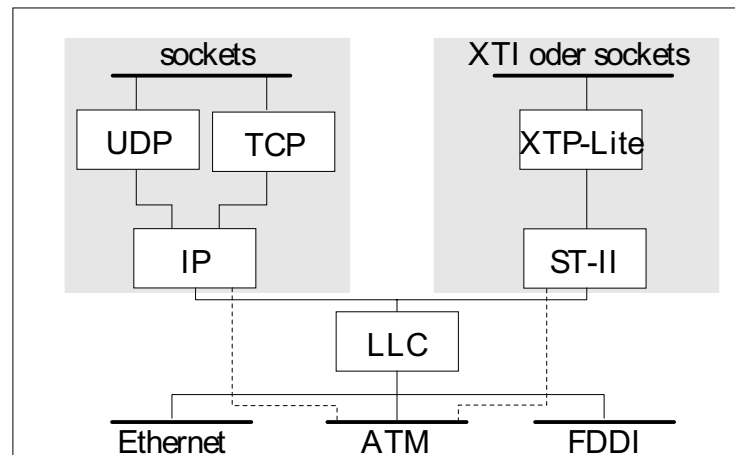 sockets
XTI oder sockets
UDP
TCP
XTP-Lite
IP
ST-II
LLC
Ethernet
ATM
FDDI